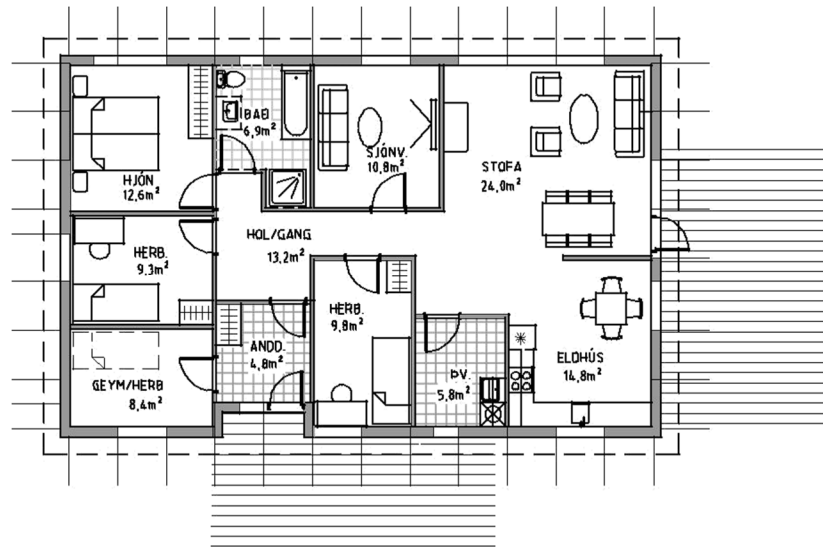 BAÐ
6,9m²
SJÓNV.
10,8m²
STOFA
24,0m²
HJÓN
12,6m²
HOL/GANG
13,2m²
HERB.
9,3m²
HERB.
9,8m²
ANDD.
4,8m²
ELDHÚS
14,8m²
ÞV.
5,8m²
GEYM/HERB
8,4m²